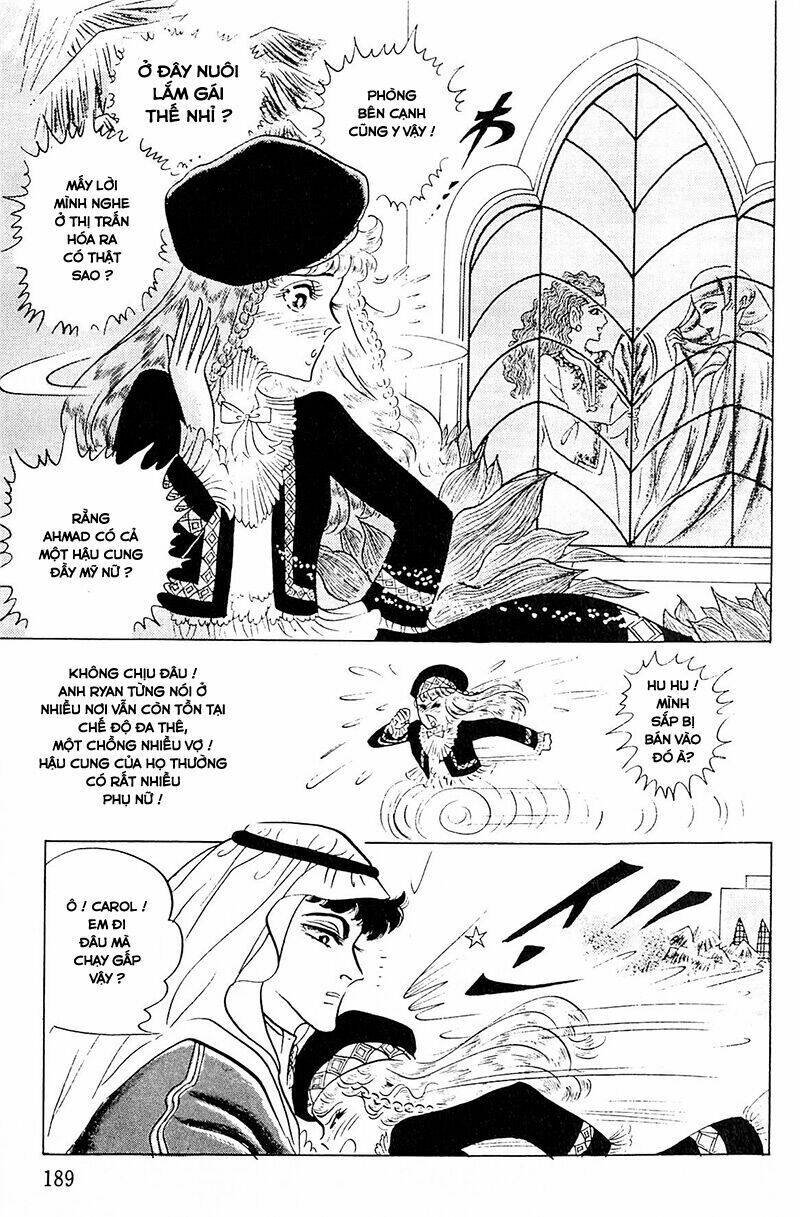 Ở ĐÂY NUÔI
LẮM GÁI
THẾ NHỈ ?
PHÒNG
BÊN CẠNH
CŨNG Y VẬY !
わ
MẤY LỜI
MÌNH NGHE
Ở THỊ TRẤN
HÓA RA
CÓ THẬT
SAO ?
RẰNG
AHMAD CÓ CẢ
MỘT HẬU CUNG
ĐẦY MỸ NỮ ?
KHÔNG CHỊU ĐÂU !
ANH RYAN TỪNG NÓI Ở
NHIỀU NƠI VẪN CÒN TỒN TẠI
CHẾ ĐỘ ĐA THÊ,
MỘT CHỒNG NHIỀU VỢ !
HẬU CUNG CỦA HỌ THƯỜNG
CÓ RẤT NHIỀU
PHỤ NỮ !
HU HU !
MÌNH
SẮP BỊ
BÁN VÀO
ĐÓ À?
Ô ! CAROL !
EM ĐI
ĐÂU MÀ
CHẠY GẤP
VẬY ?
189